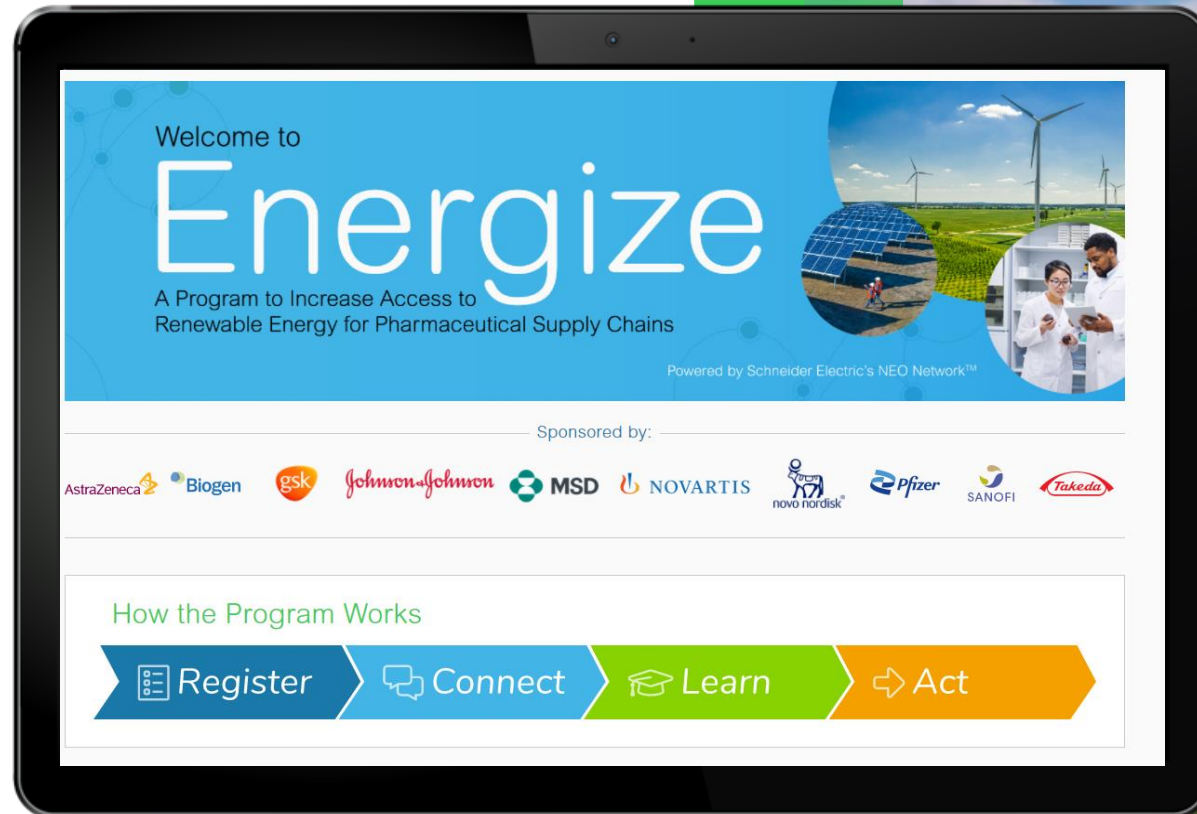 Welcome to
Energize
A Program to Increase Access to
Renewable Energy for Pharmaceutical Supply Chains
Powered by Schneider Electric's NEO Network™
Sponsored by:
AstraZeneca Biogen gsk Johnson & Johnson MSD NOVARTIS novo nordisk® Pfizer SANOFI Takeda
How the Program Works
Register Connect Learn Act